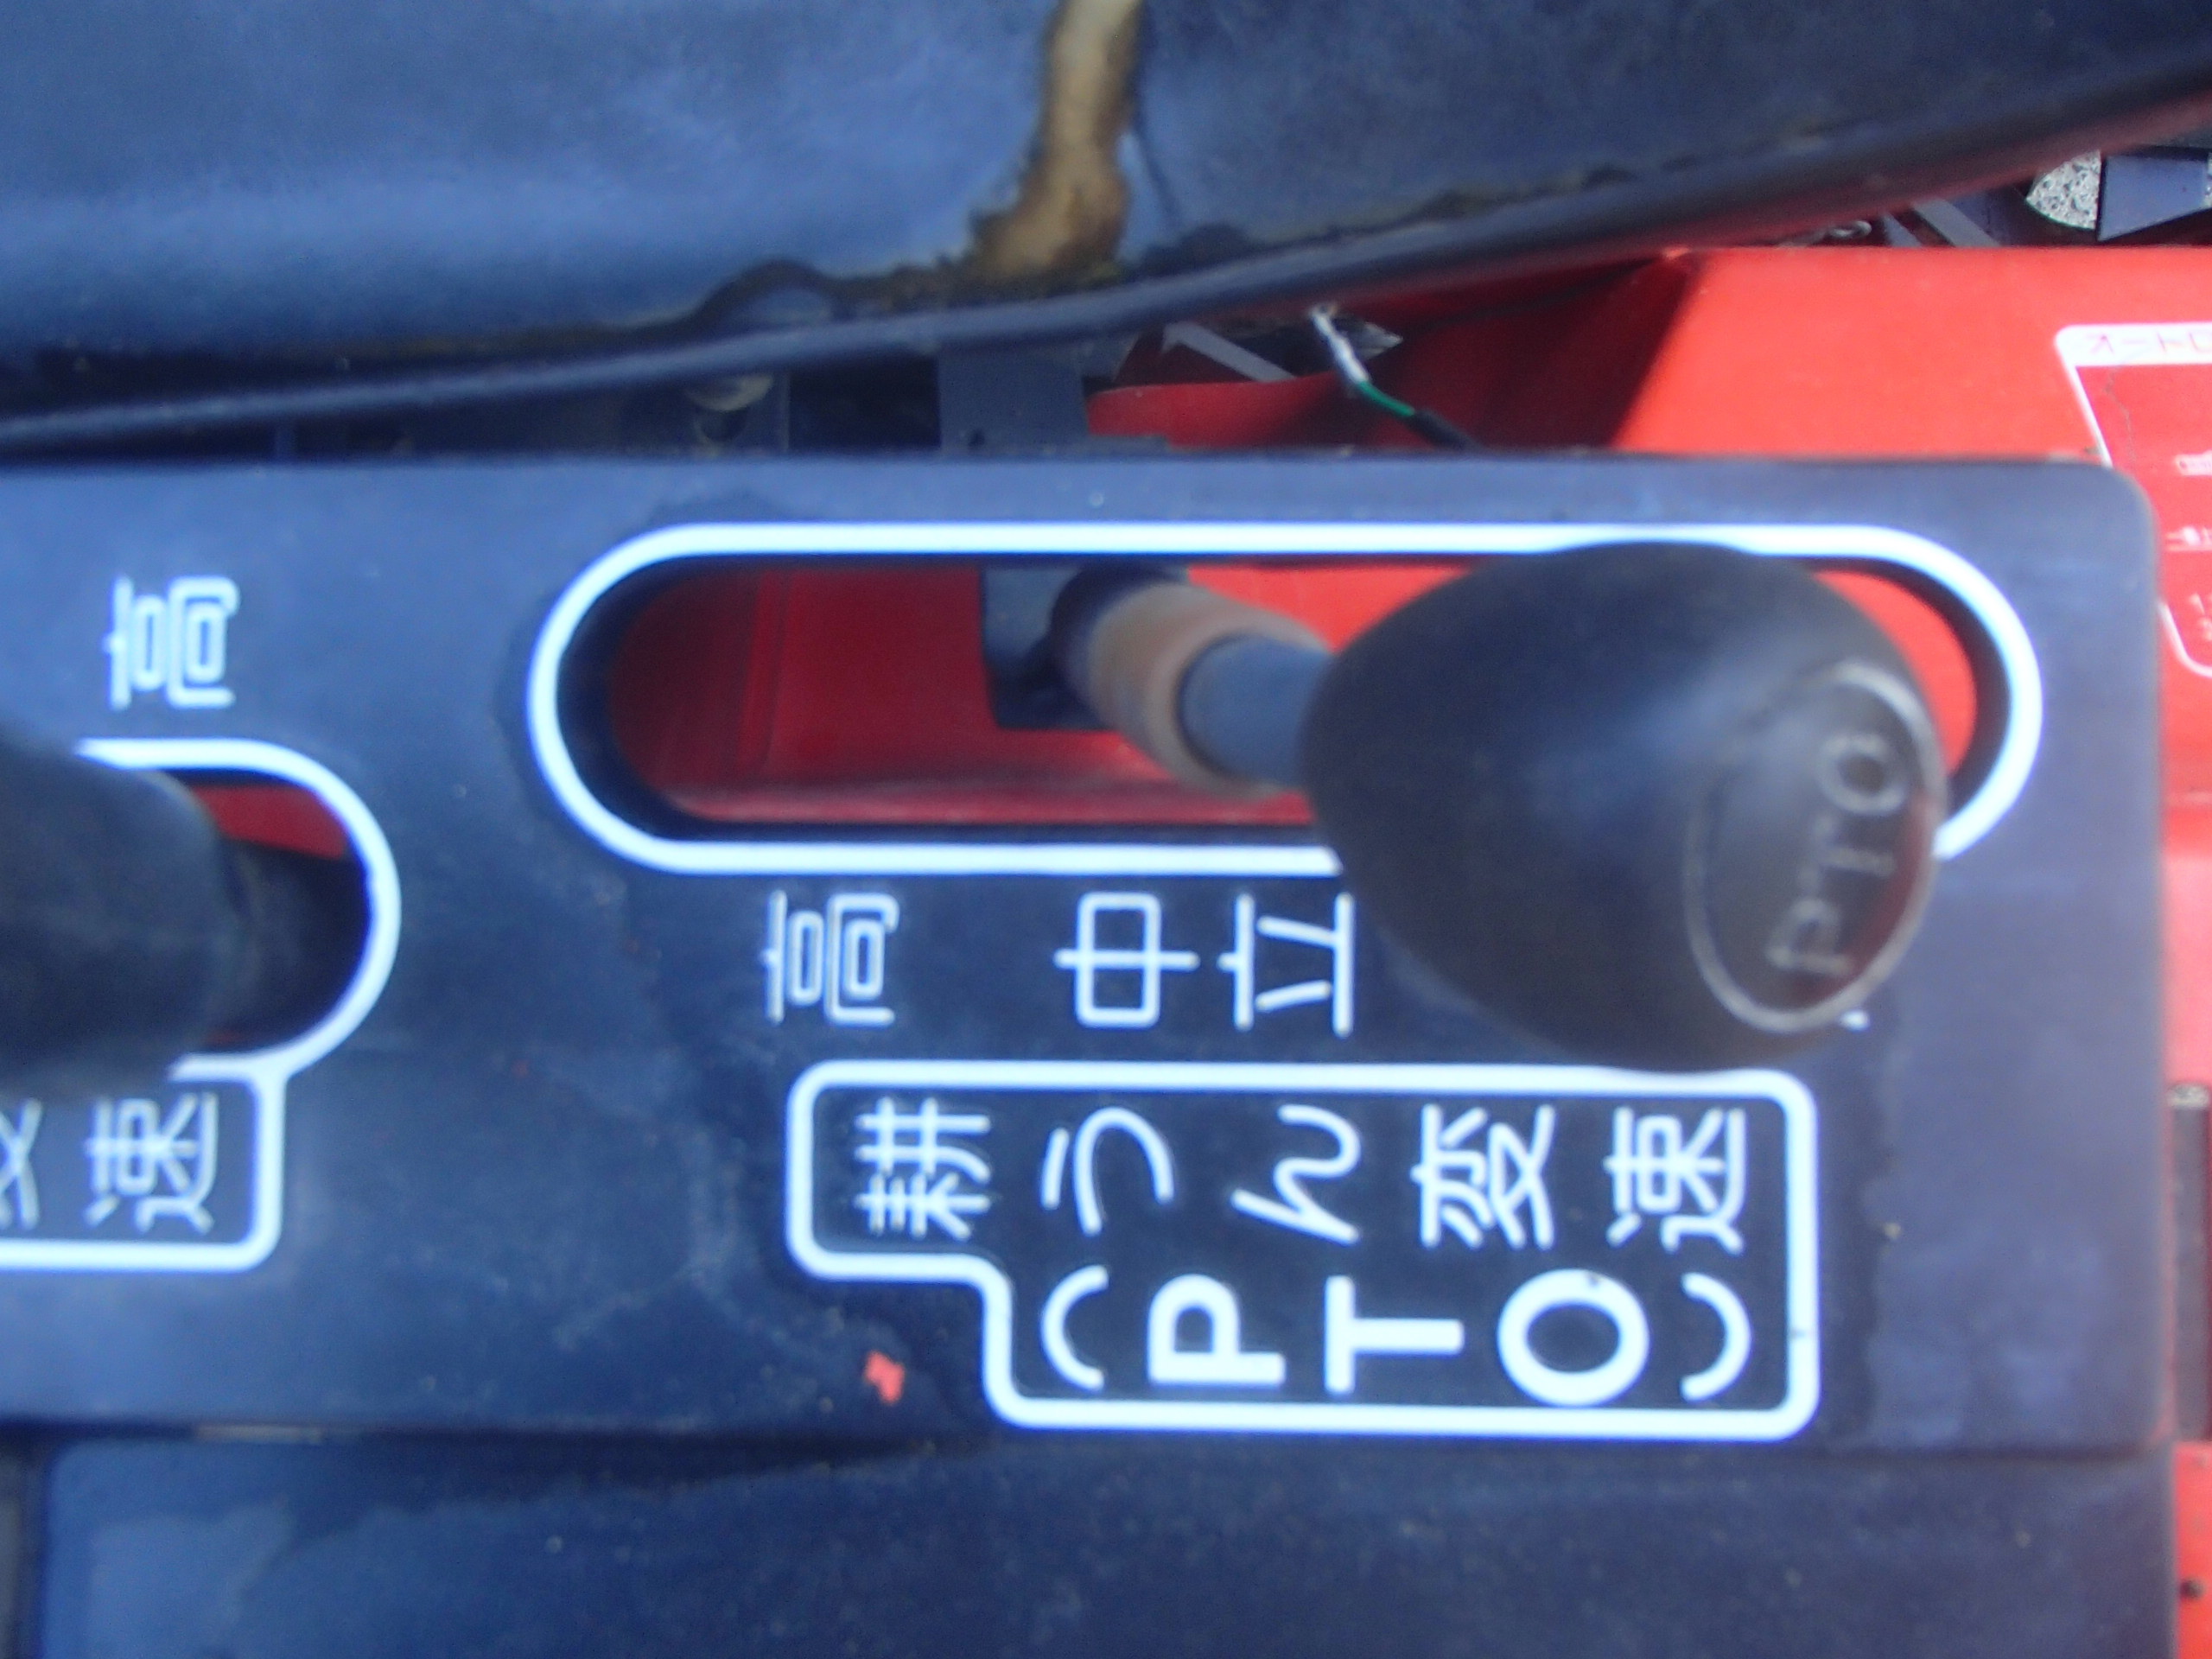 高
速
高 中立
耕うん変速
(PTO)
PTO